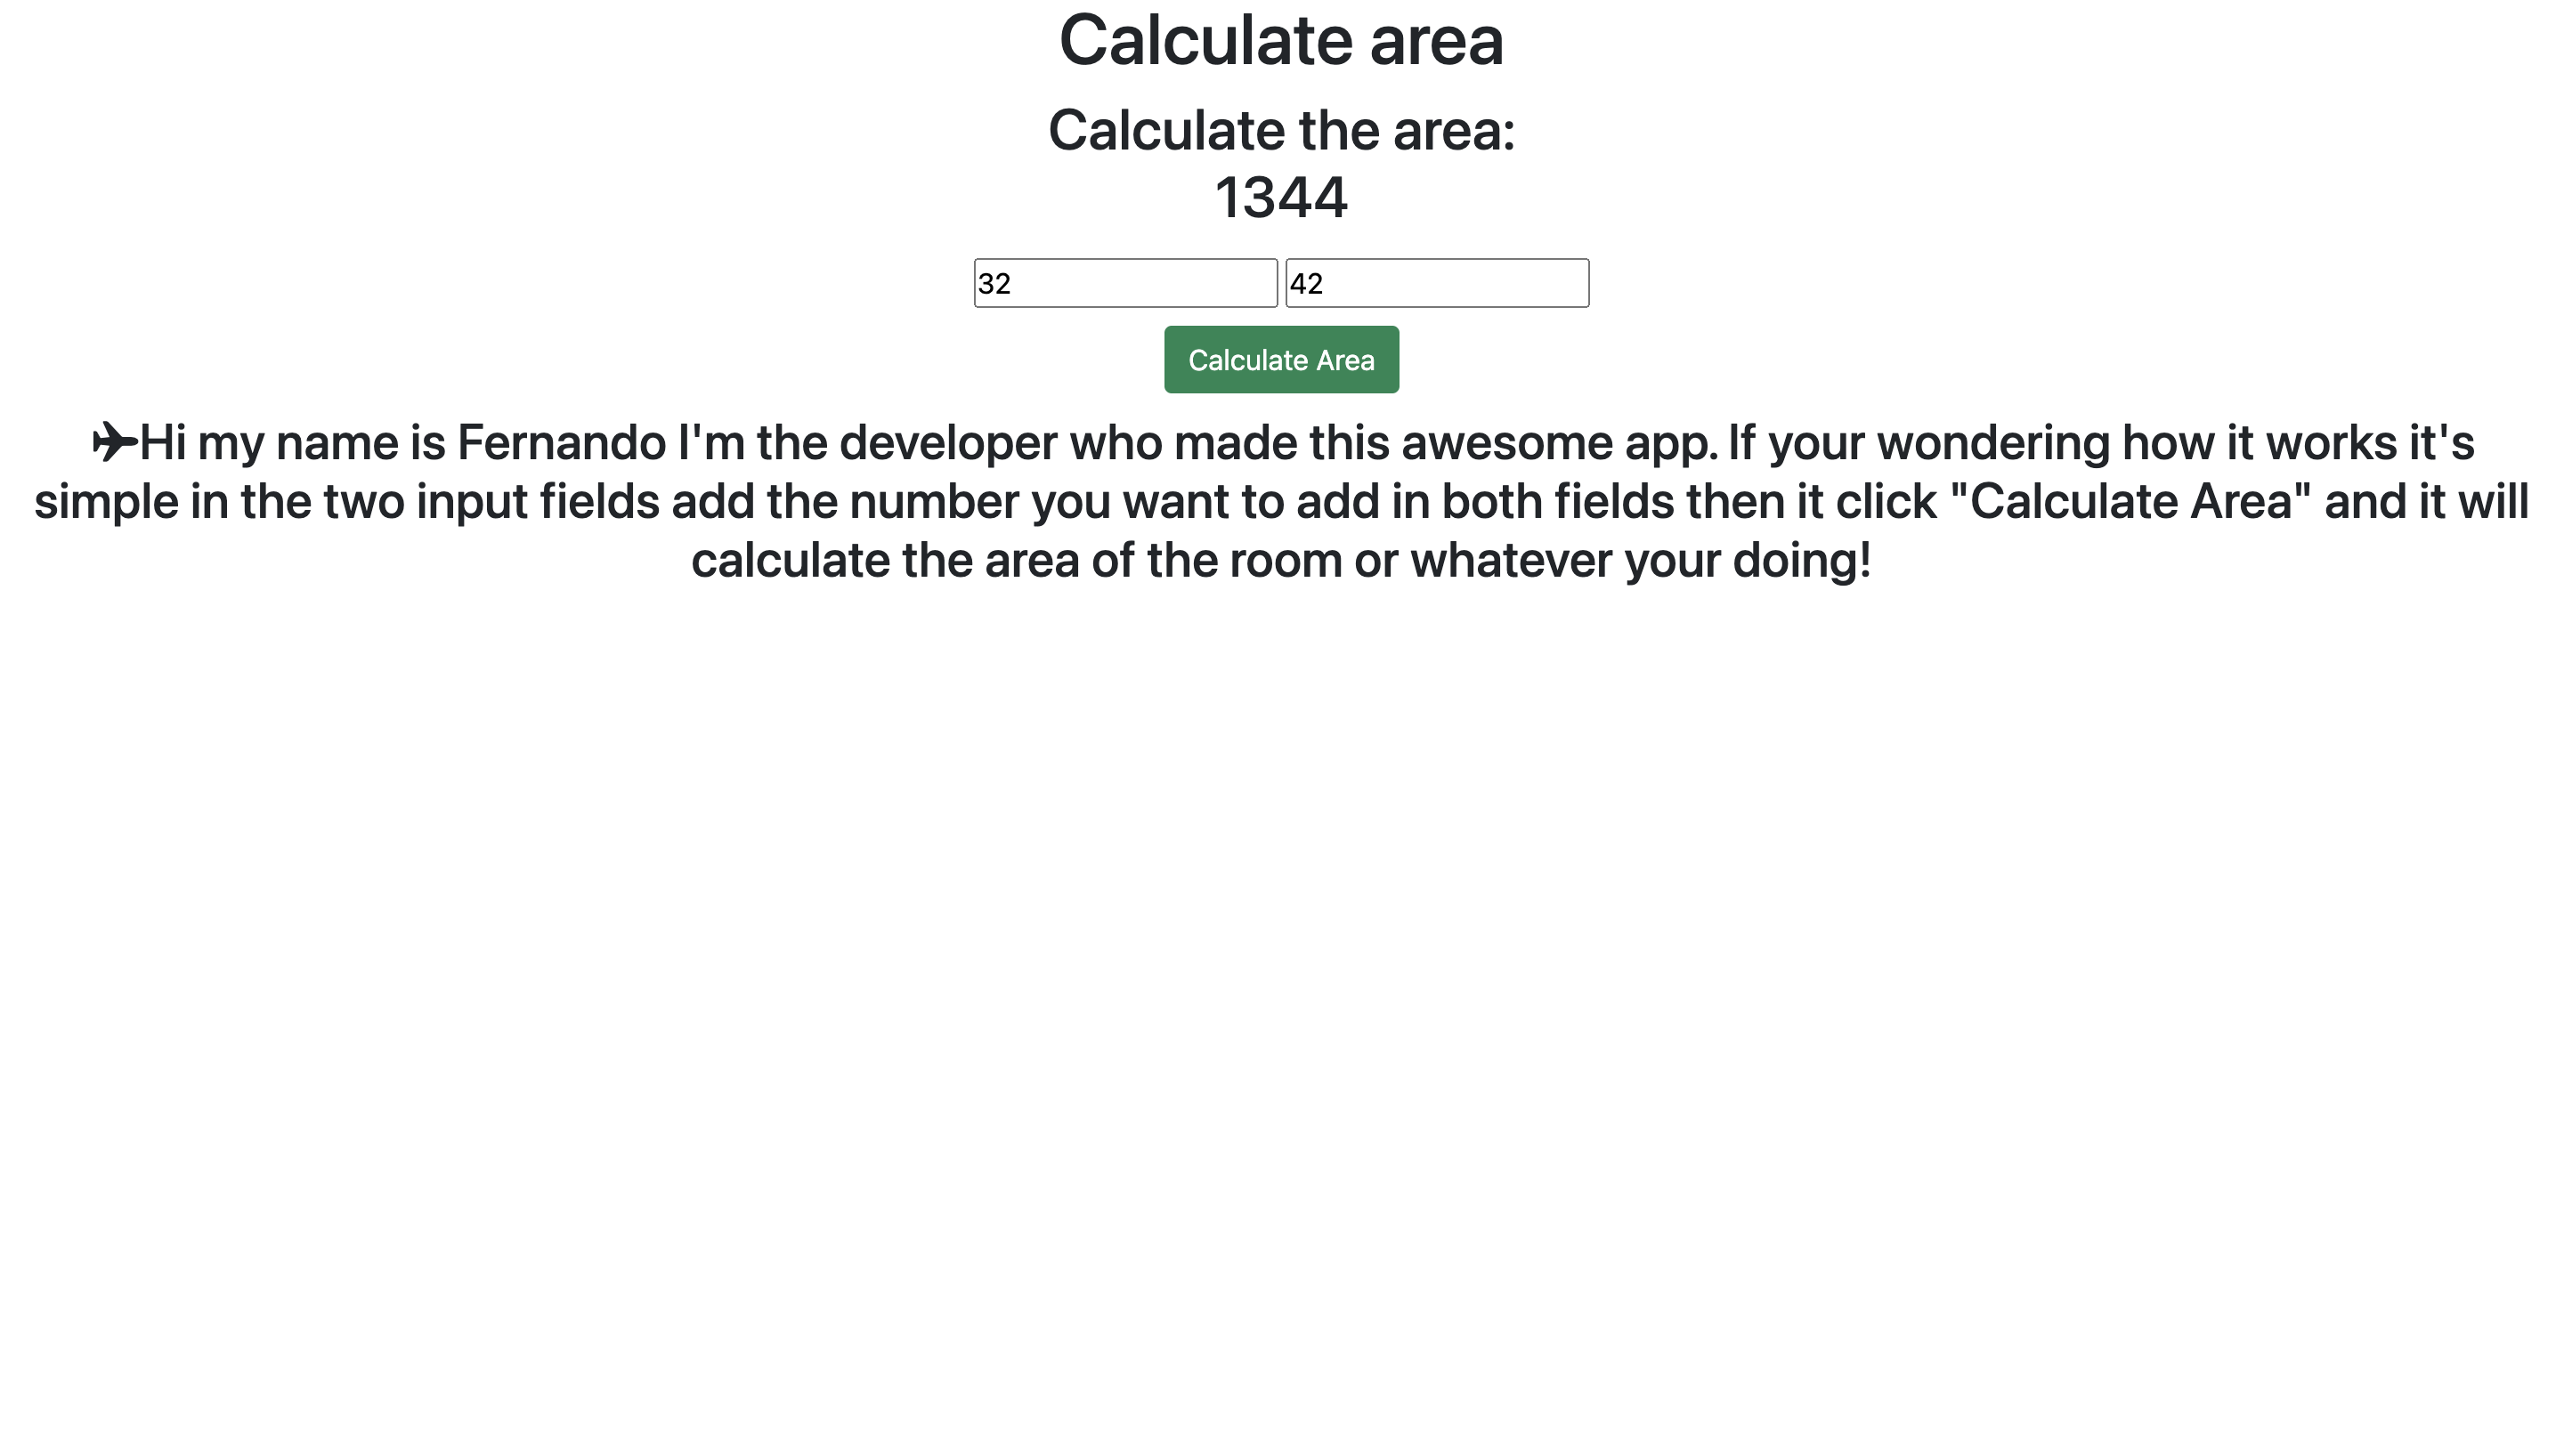 Calculate area
Calculate the area:
1344
32 42
Calculate Area
Hi my name is Fernando I'm the developer who made this awesome app. If your wondering how it works it's
simple in the two input fields add the number you want to add in both fields then it click "Calculate Area" and it will
calculate the area of the room or whatever your doing!